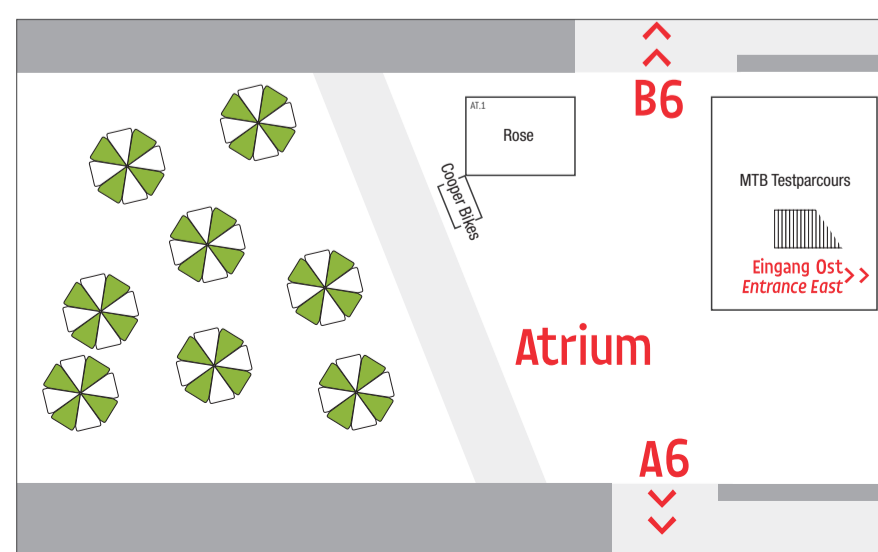 B6
AT.1
Rose
Cooper Bikes
MTB Testparcours
Eingang Ost
Entrance East
Atrium
A6